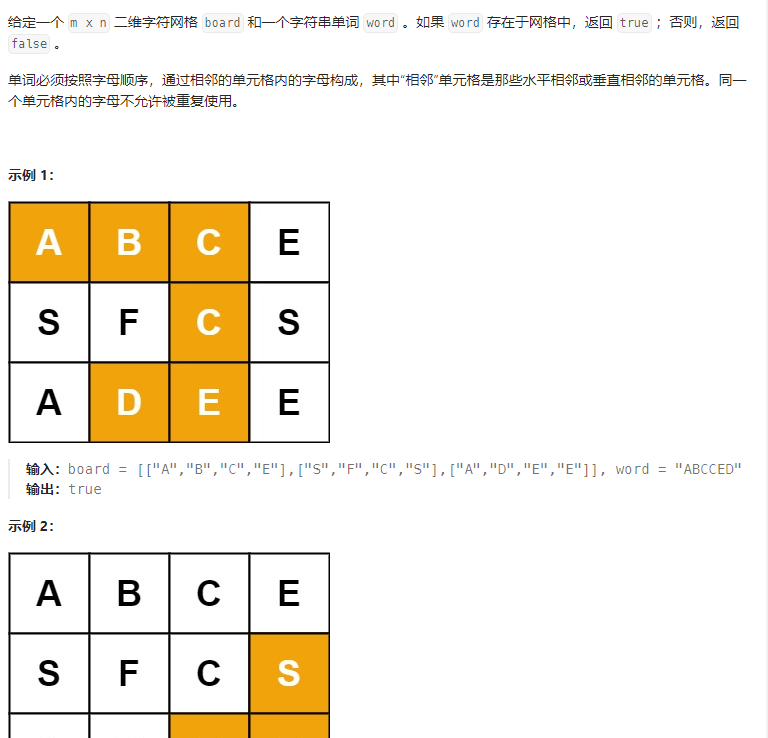 给定一个 m x n 二维字符网格 board 和一个字符串单词 word 。如果 word 存在于网格中，返回 true ；否则，返回
false 。
单词必须按照字母顺序，通过相邻的单元格内的字母构成，其中“相邻”单元格是那些水平相邻或垂直相邻的单元格。同一
个单元格内的字母不允许被重复使用。
示例 1：
A B C E
S F C S
A D E E
输入：board = [["A","B","C","E"],["S","F","C","S"],["A","D","E","E"]], word = "ABCCED"
输出：true
示例 2：
A B C E
S F C S